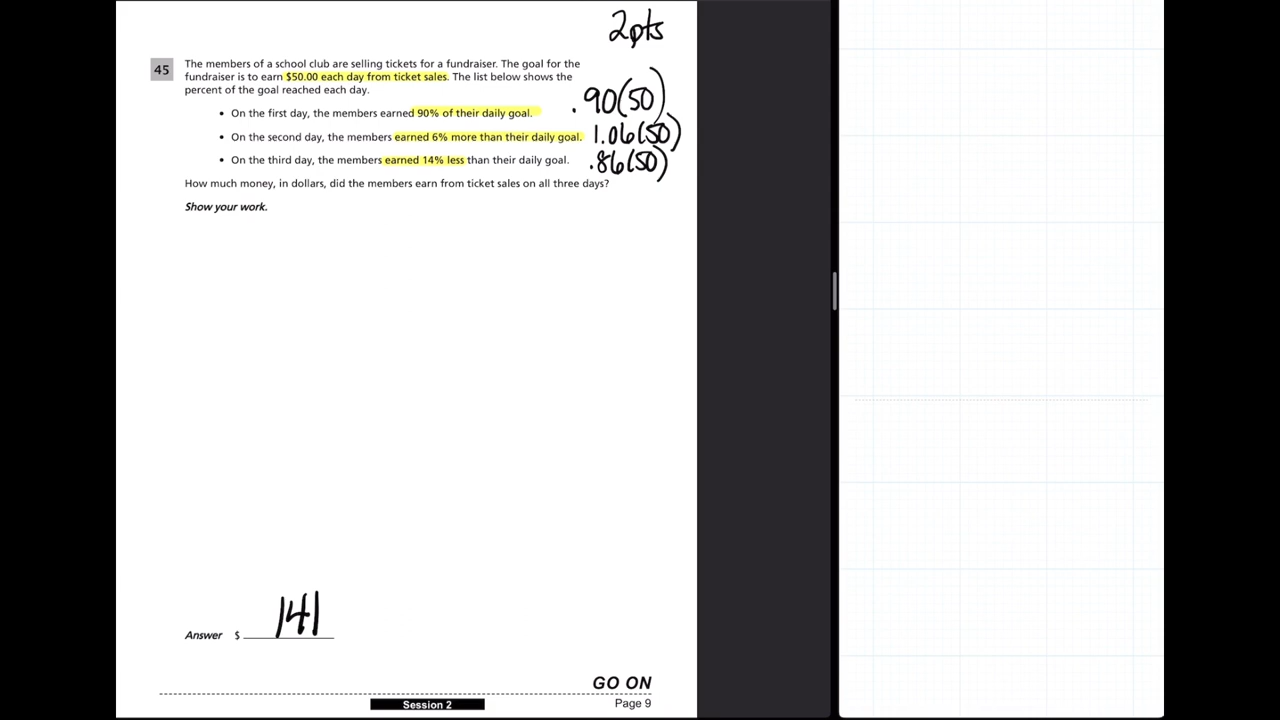 2pts
45 The members of a school club are selling tickets for a fundraiser. The goal for the
fundraiser is to earn $50.00 each day from ticket sales. The list below shows the
percent of the goal reached each day.
• On the first day, the members earned 90% of their daily goal. .90(50)
• On the second day, the members earned 6% more than their daily goal. 1.06(50)
• On the third day, the members earned 14% less than their daily goal. .86(50)
How much money, in dollars, did the members earn from ticket sales on all three days?
Show your work.
Answer $ 141
GO ON
Session 2 Page 9